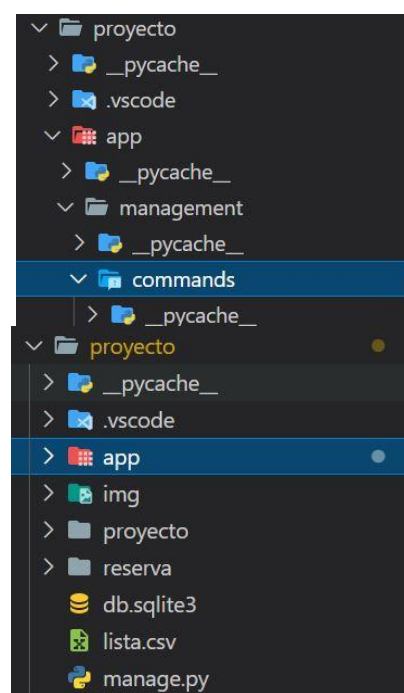 proyecto
__pycache__
.vscode
app
__pycache__
management
__pycache__
commands
__pycache__
proyecto
__pycache__
.vscode
app
img
proyecto
reserva
db.sqlite3
lista.csv
manage.py